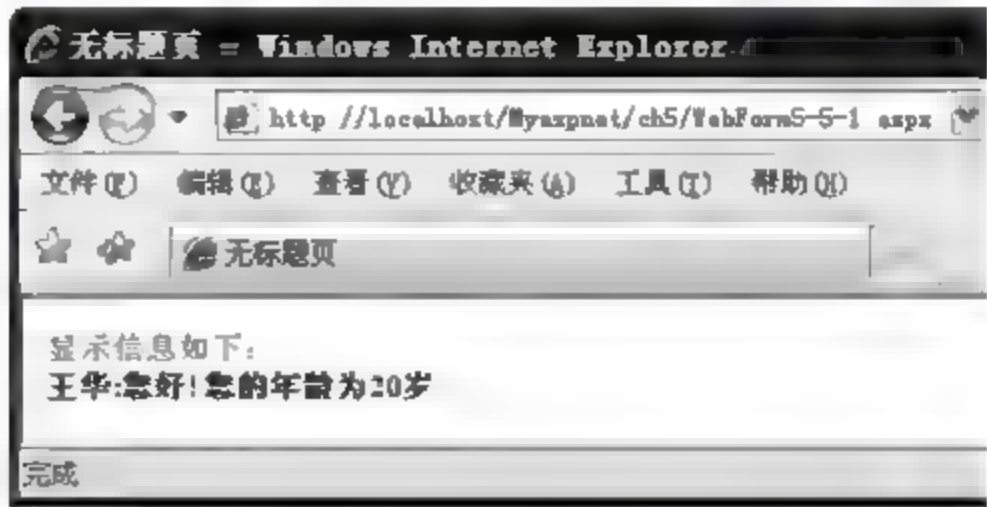 无标题页 - Windows Internet Explorer
http://localhost/Myaspnet/ch5/WebForm5-5-1.aspx
文件(F) 编辑(E) 查看(V) 收藏夹(A) 工具(T) 帮助(H)
无标题页
显示信息如下:
王华:您好!您的年龄为20岁
完成